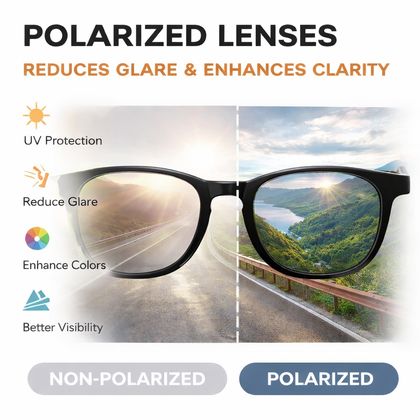 POLARIZED LENSES
REDUCES GLARE & ENHANCES CLARITY
UV Protection
Reduce Glare
Enhance Colors
Better Visibility
NON-POLARIZED
POLARIZED